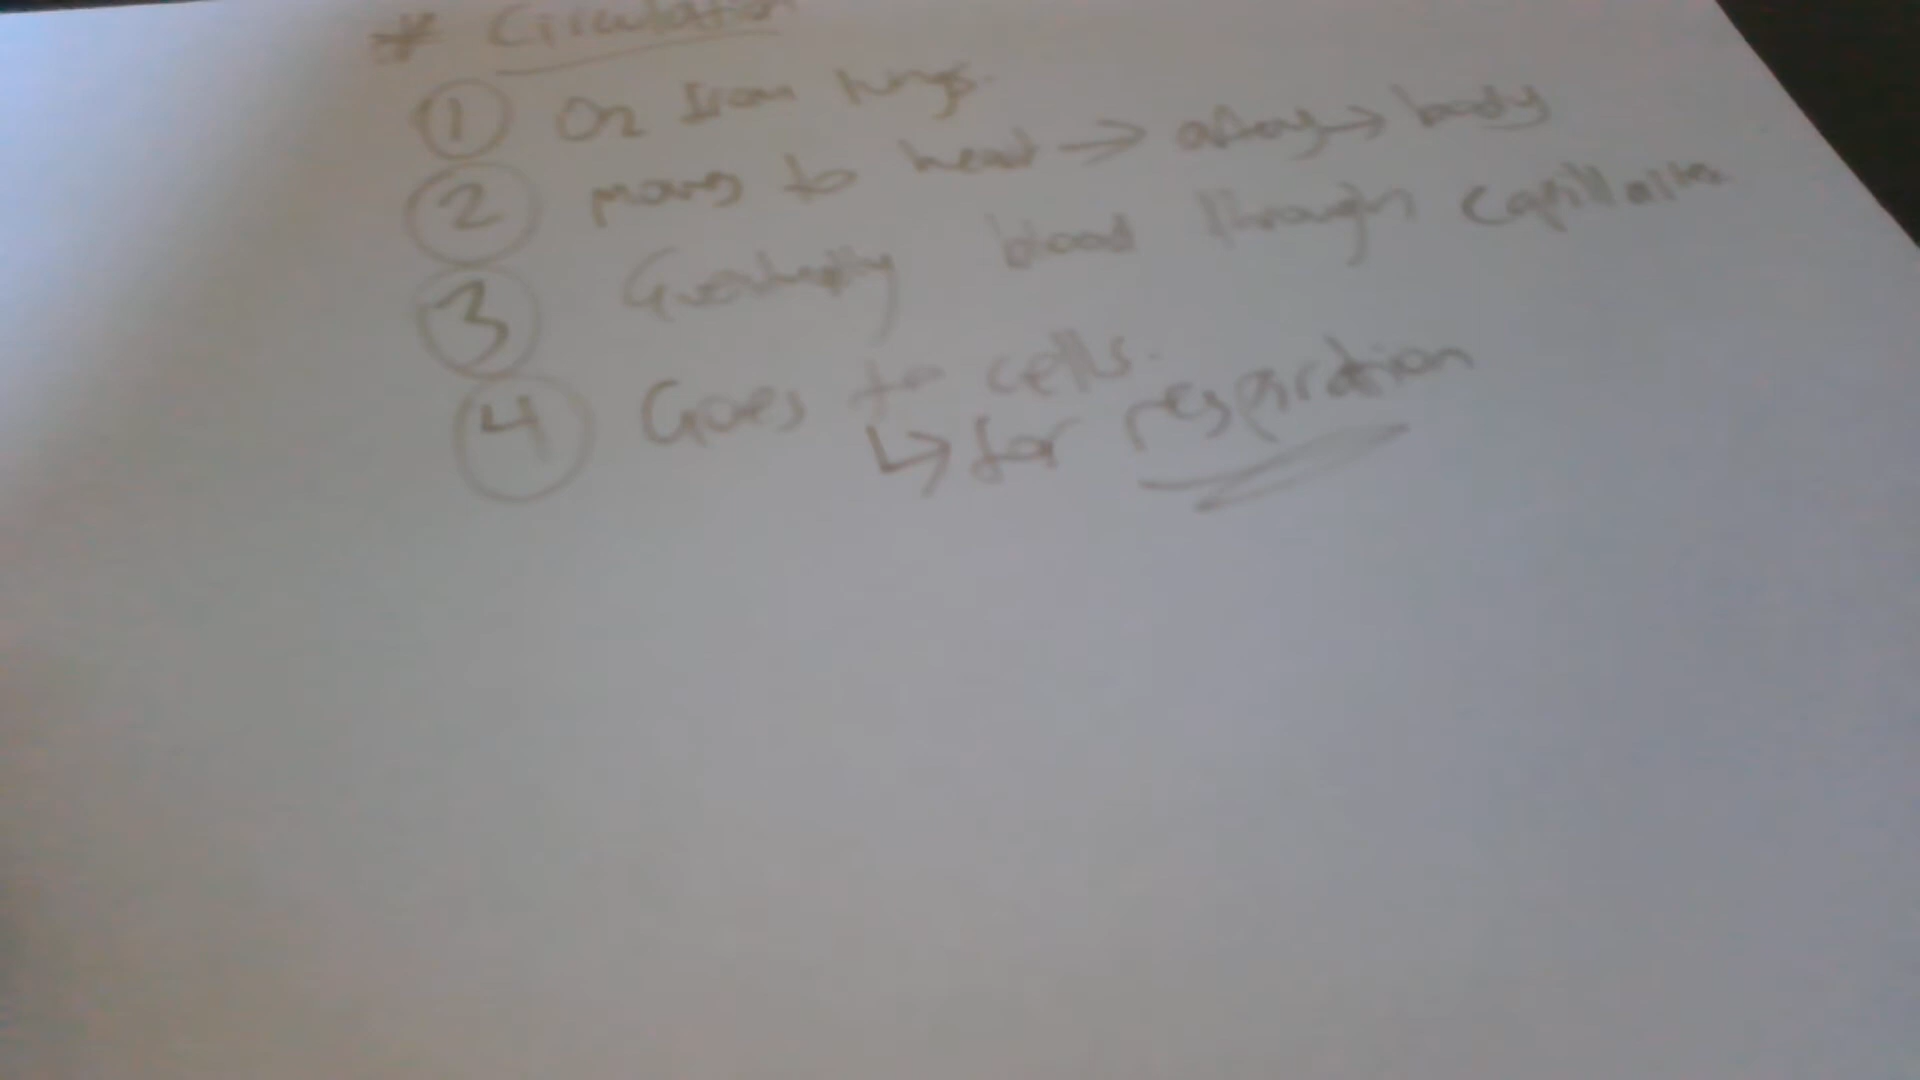 * Circulation
① O2 from lungs.
② moves to heart → artery → body
③ blood through capillaries
④ Goes to cells.
↳ for respiration